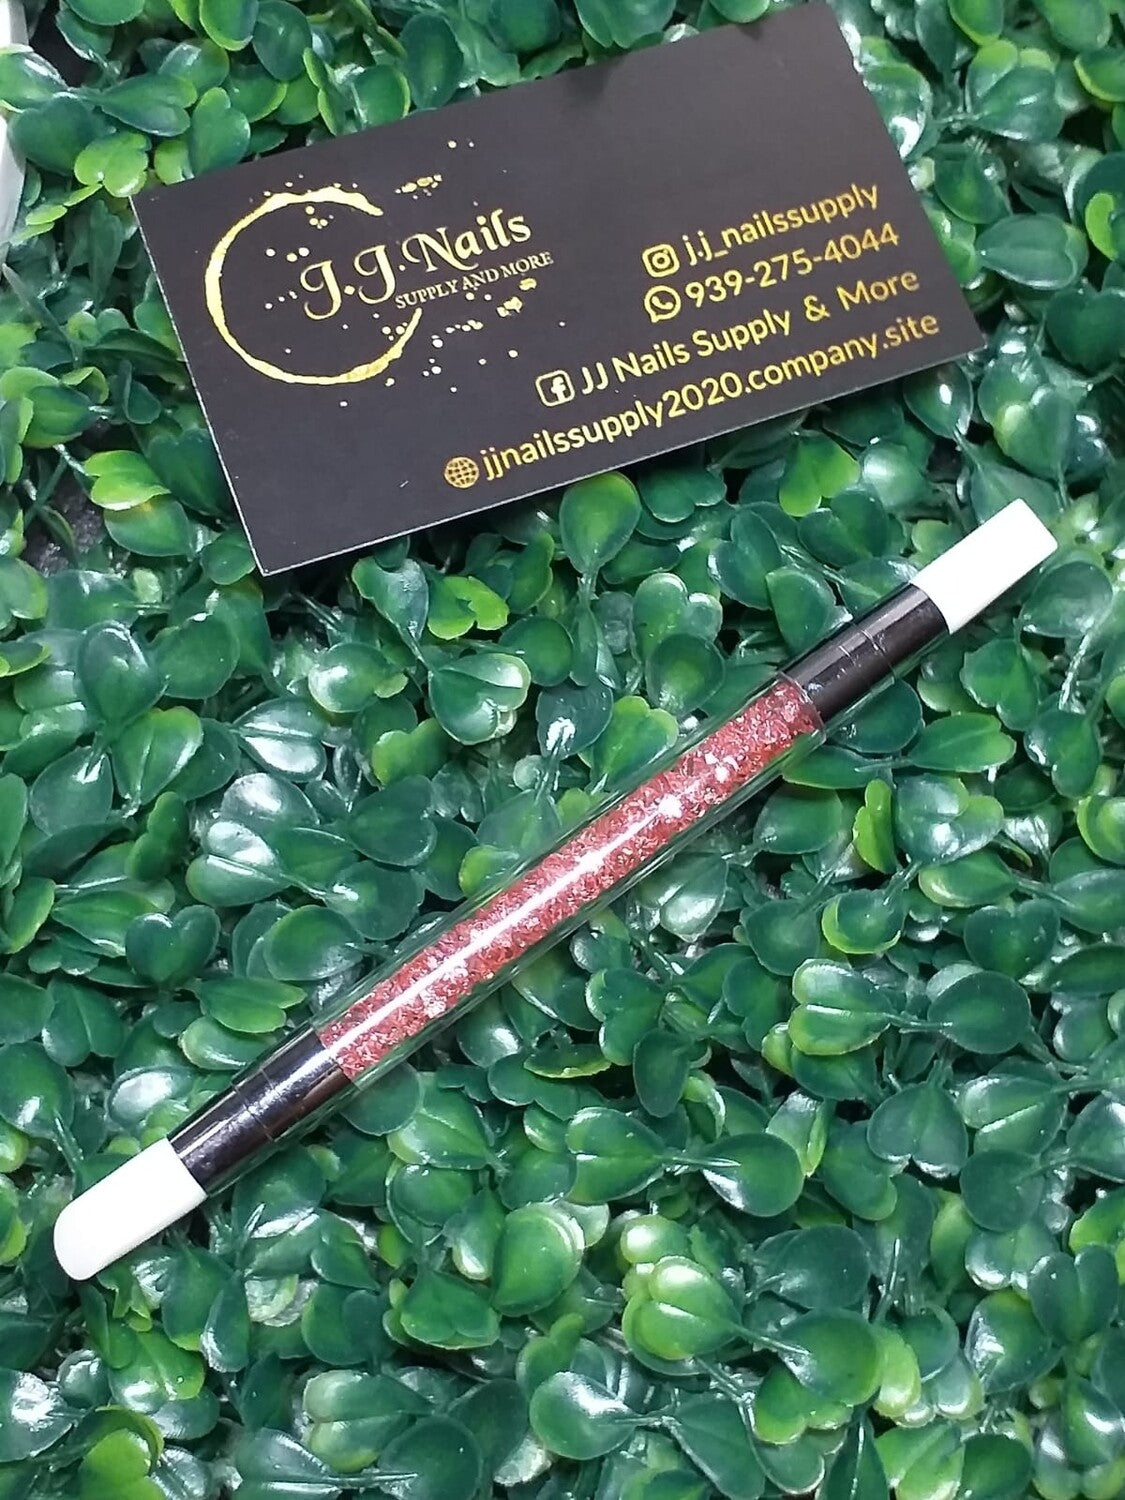 J.J. Nails
SUPPLY AND MORE
j.j_nailssupply
939-275-4044
JJ Nails Supply & More
jjnailssupply2020.company.site